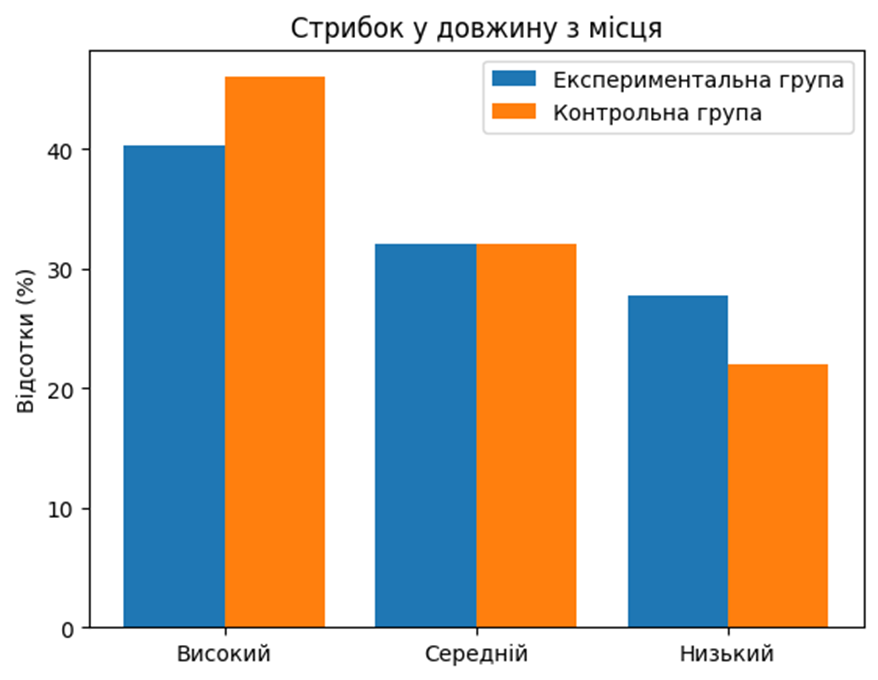 Стрибок у довжину з місця
Експериментальна група
Контрольна група
Відсотки (%)
40
30
20
10
0
Високий
Середній
Низький